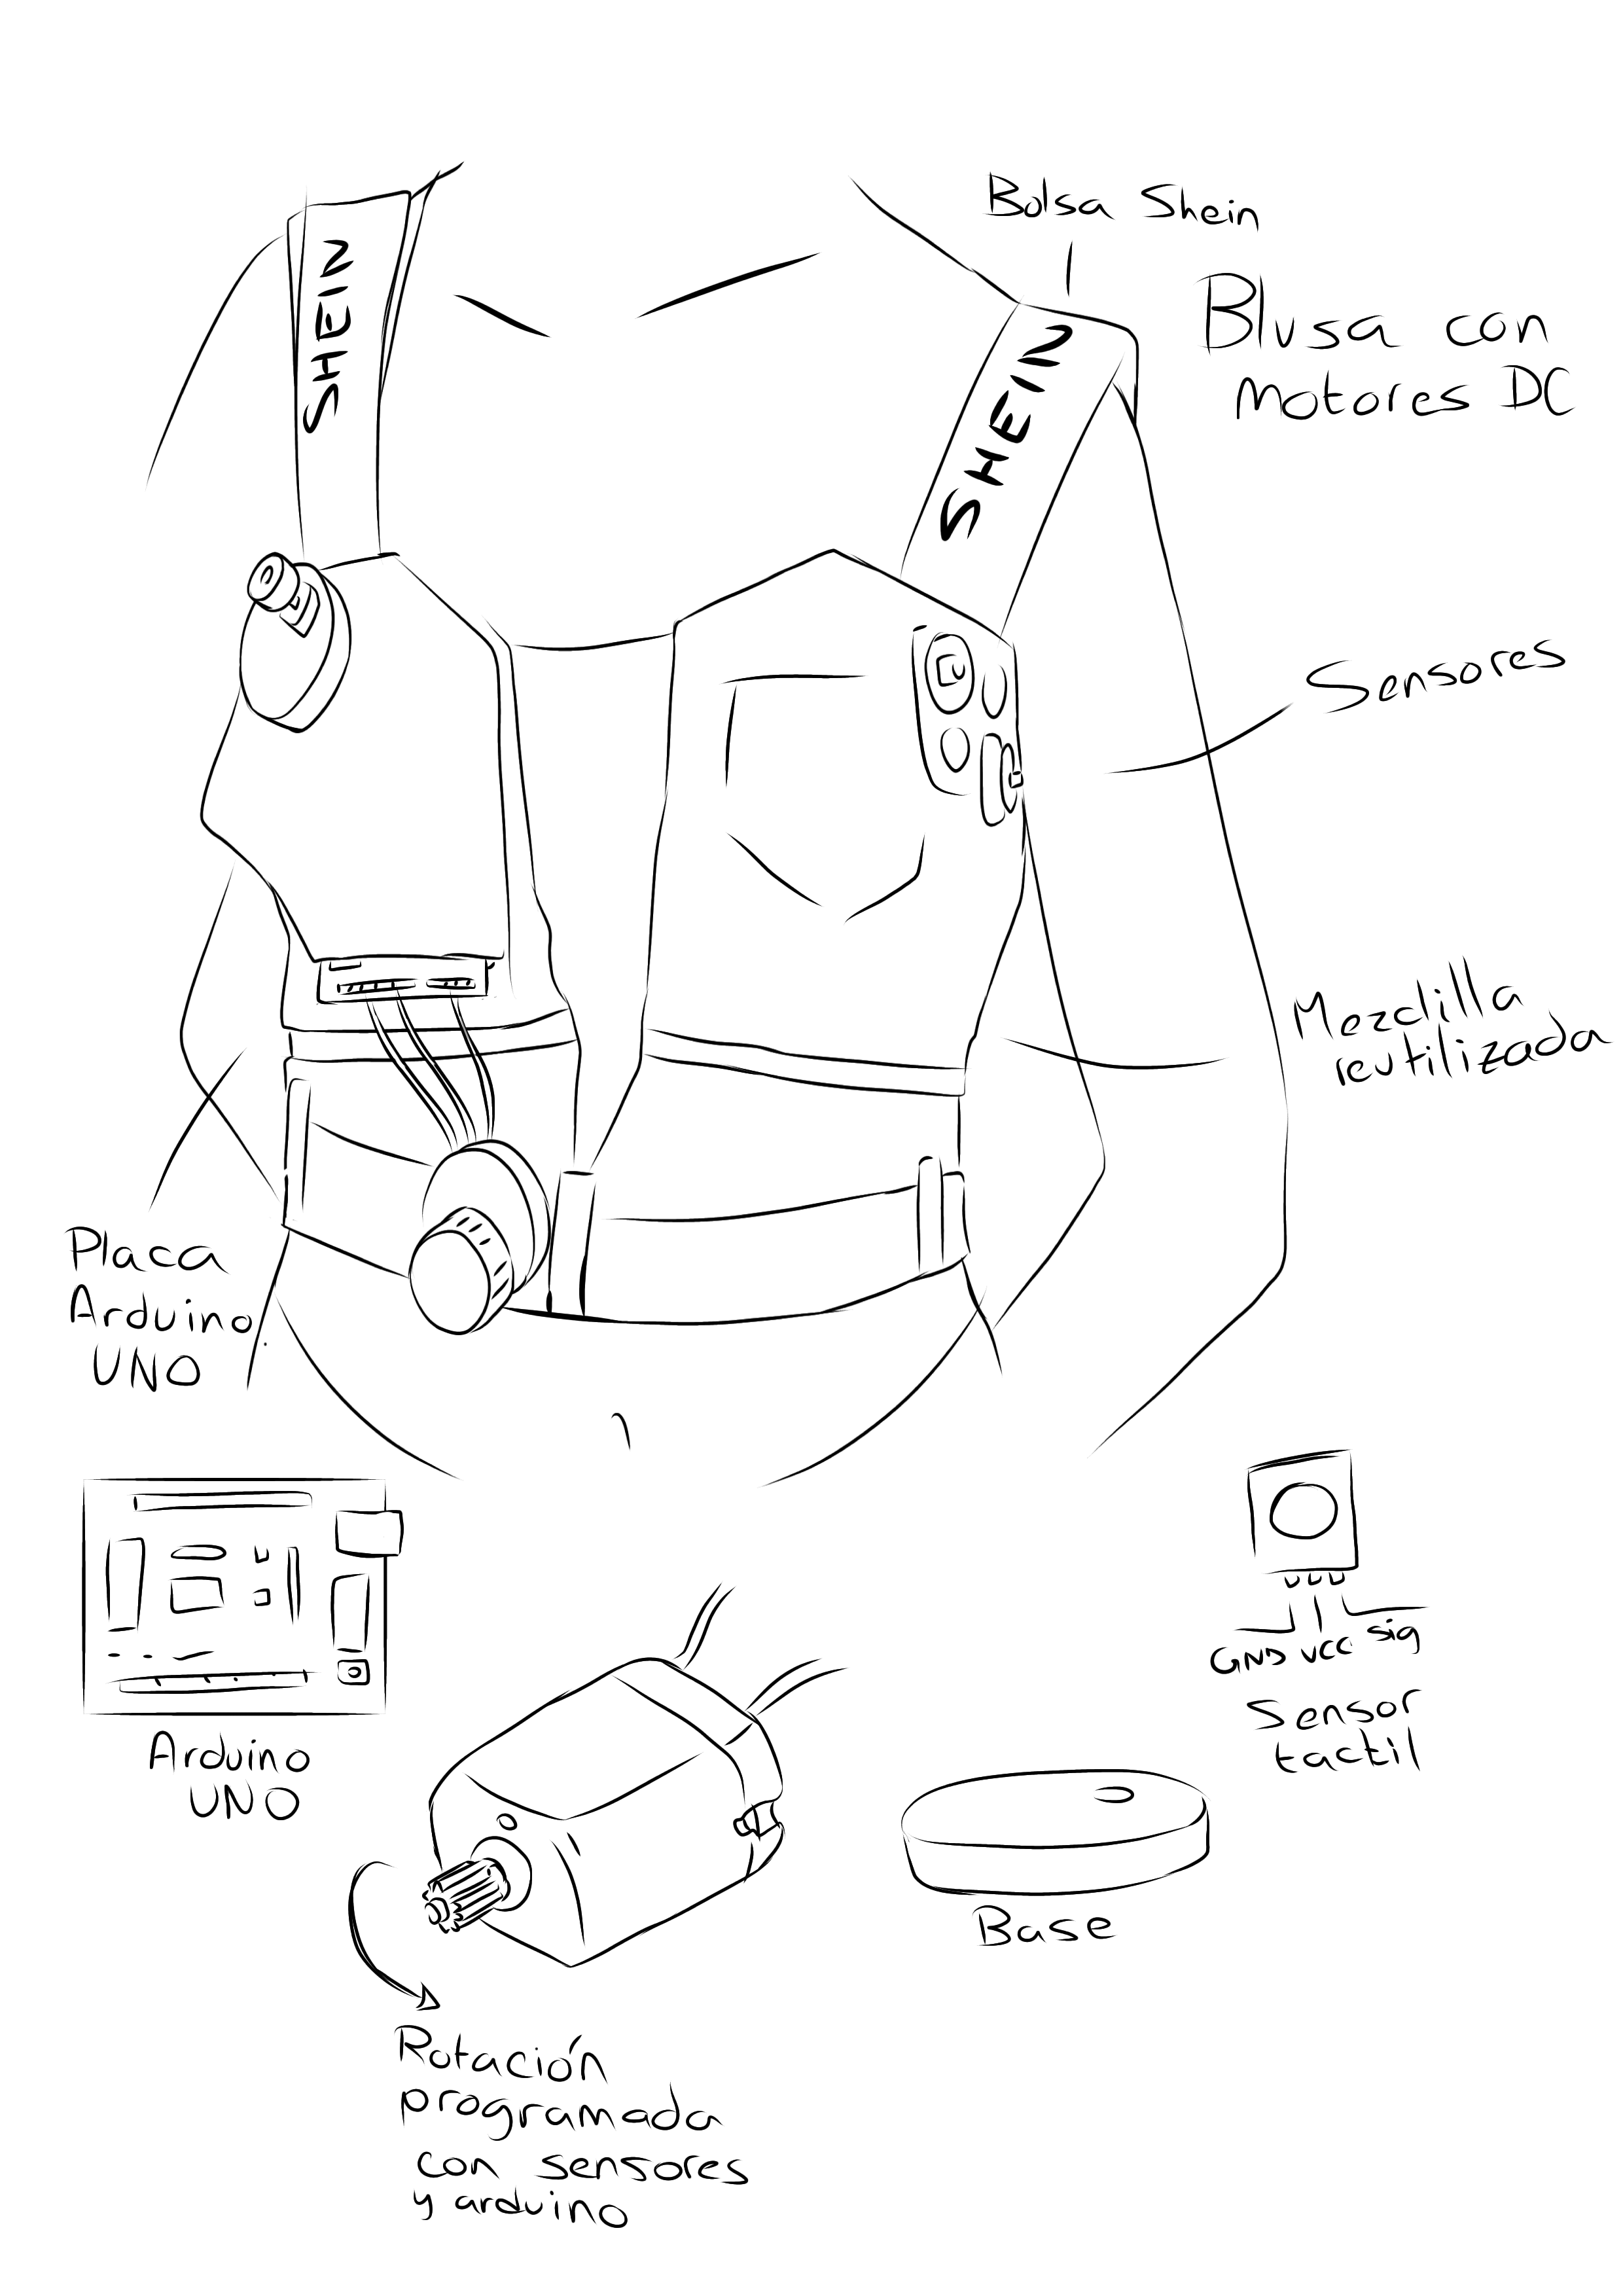 Bolsa Shein
SHEIN
SHEIN
Blusa con
Motores DC
Sensores
Mezclilla
reutilizada
Placa
Arduino
UNO
Arduino
UNO
GND VCC Sig
Sensor
tactil
Base
Rotación
programada
con sensores
y arduino